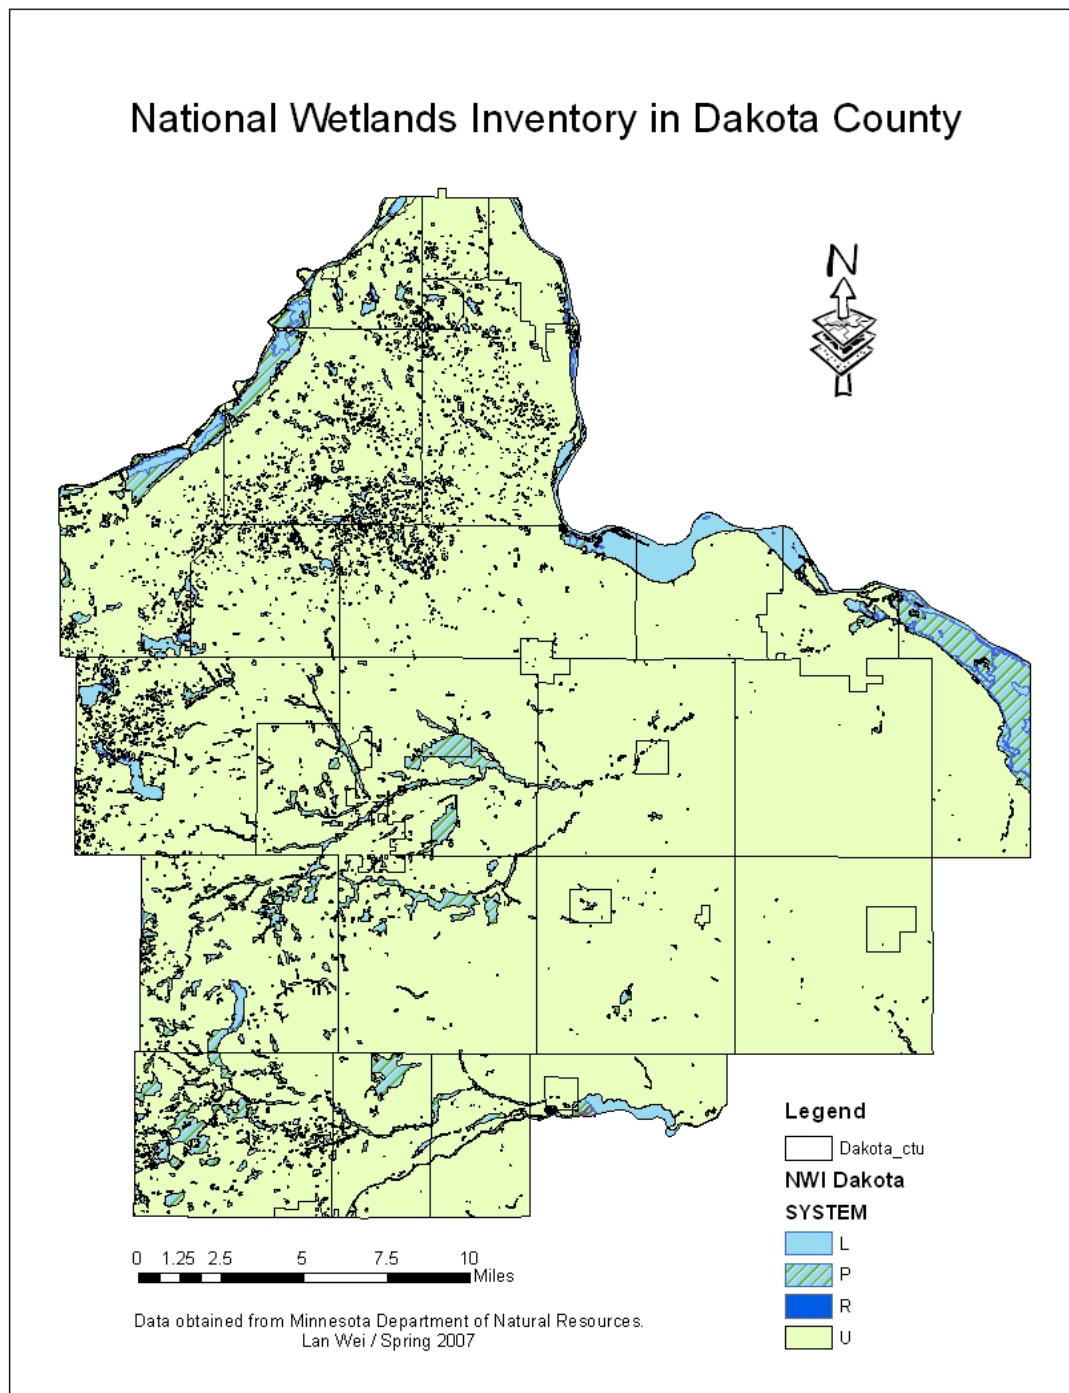 National Wetlands Inventory in Dakota County
N
Legend
Dakota_ctu
NWI Dakota
SYSTEM
L
P
R
U
0 1.25 2.5 5 7.5 10
Miles
Data obtained from Minnesota Department of Natural Resources.
Lan Wei / Spring 2007